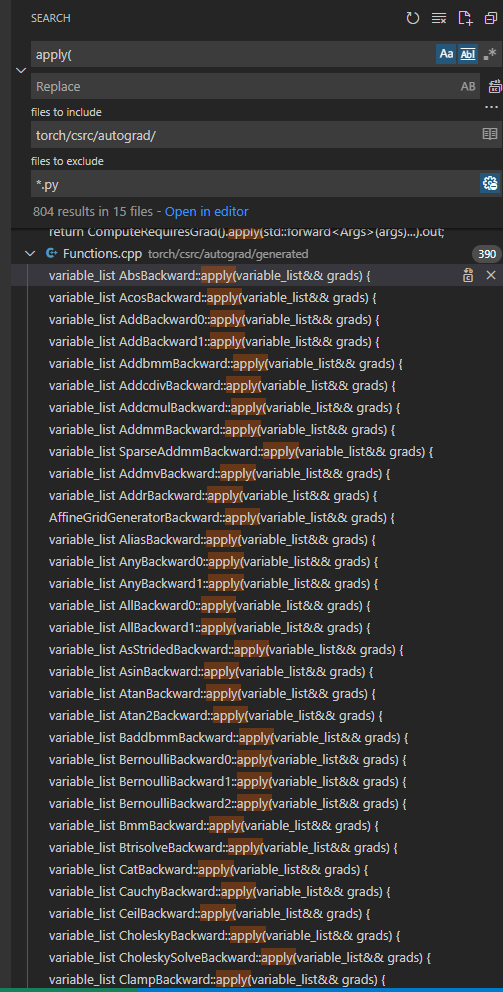 SEARCH
apply(
Aa Abl .*
Replace
AB
files to include
torch/csrc/autograd/
files to exclude
*.py
804 results in 15 files - Open in editor
return ComputeRequiresGrad().apply(std::forward<Args>(args)...).out;
Functions.cpp torch/csrc/autograd/generated
390
variable_list AbsBackward::apply(variable_list&& grads) {
variable_list AcosBackward::apply(variable_list&& grads) {
variable_list AddBackward0::apply(variable_list&& grads) {
variable_list AddBackward1::apply(variable_list&& grads) {
variable_list AddbmmBackward::apply(variable_list&& grads) {
variable_list AddcdivBackward::apply(variable_list&& grads) {
variable_list AddcmulBackward::apply(variable_list&& grads) {
variable_list AddmmBackward::apply(variable_list&& grads) {
variable_list SparseAddmmBackward::apply(variable_list&& grads) {
variable_list AddmvBackward::apply(variable_list&& grads) {
variable_list AddrBackward::apply(variable_list&& grads) {
AffineGridGeneratorBackward::apply(variable_list&& grads) {
variable_list AliasBackward::apply(variable_list&& grads) {
variable_list AnyBackward0::apply(variable_list&& grads) {
variable_list AnyBackward1::apply(variable_list&& grads) {
variable_list AllBackward0::apply(variable_list&& grads) {
variable_list AllBackward1::apply(variable_list&& grads) {
variable_list AsStridedBackward::apply(variable_list&& grads) {
variable_list AsinBackward::apply(variable_list&& grads) {
variable_list AtanBackward::apply(variable_list&& grads) {
variable_list Atan2Backward::apply(variable_list&& grads) {
variable_list BaddbmmBackward::apply(variable_list&& grads) {
variable_list BernoulliBackward0::apply(variable_list&& grads) {
variable_list BernoulliBackward1::apply(variable_list&& grads) {
variable_list BernoulliBackward2::apply(variable_list&& grads) {
variable_list BmmBackward::apply(variable_list&& grads) {
variable_list BtrisolveBackward::apply(variable_list&& grads) {
variable_list CatBackward::apply(variable_list&& grads) {
variable_list CauchyBackward::apply(variable_list&& grads) {
variable_list CeilBackward::apply(variable_list&& grads) {
variable_list CholeskyBackward::apply(variable_list&& grads) {
variable_list CholeskySolveBackward::apply(variable_list&& grads) {
variable_list ClampBackward::apply(variable_list&& grads) {